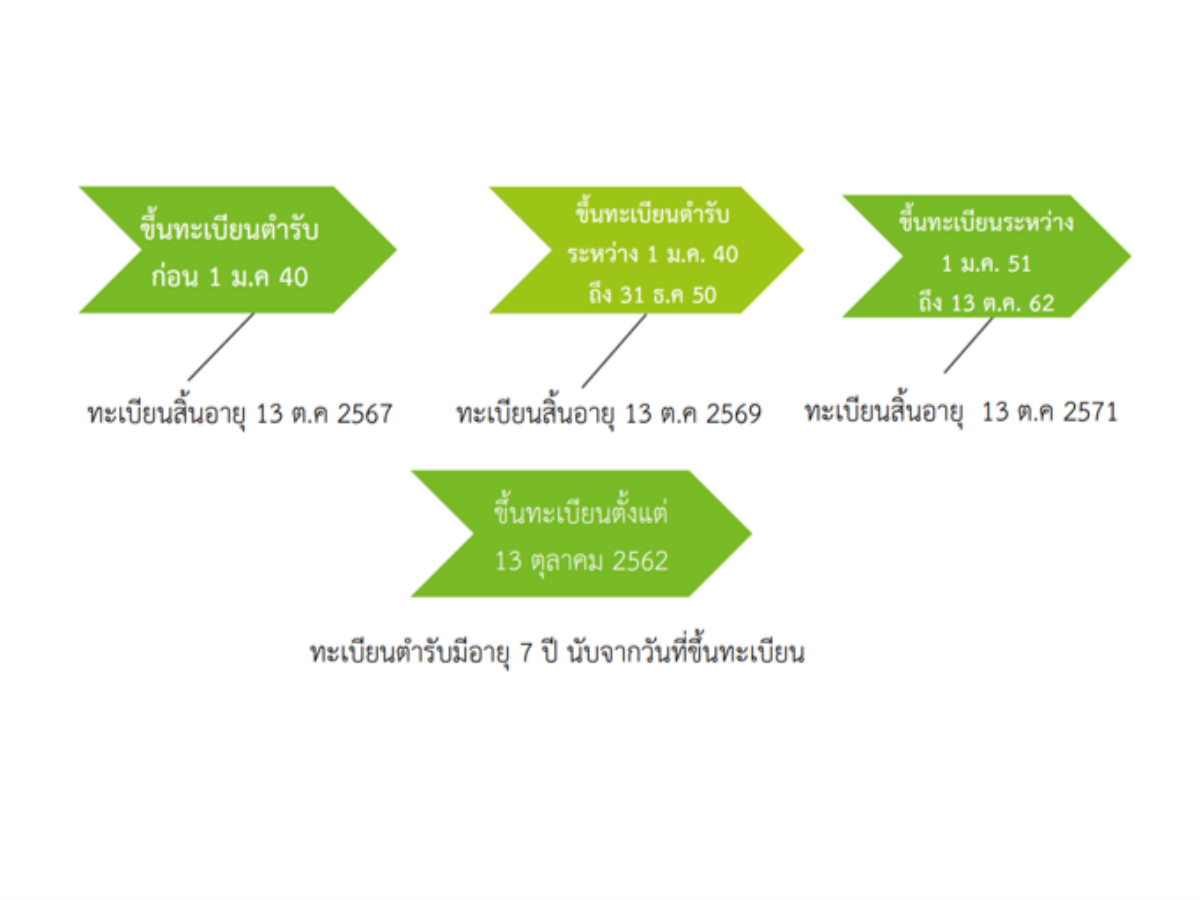 ขึ้นทะเบียนตำรับ
ก่อน 1 ม.ค 40
ขึ้นทะเบียนตำรับ
ระหว่าง 1 ม.ค. 40
ถึง 31 ธ.ค 50
ขึ้นทะเบียนระหว่าง
1 ม.ค. 51
ถึง 13 ต.ค. 62
ทะเบียนสิ้นอายุ 13 ต.ค 2567
ทะเบียนสิ้นอายุ 13 ต.ค 2569
ทะเบียนสิ้นอายุ 13 ต.ค 2571
ขึ้นทะเบียนตั้งแต่
13 ตุลาคม 2562
ทะเบียนตำรับมีอายุ 7 ปี นับจากวันที่ขึ้นทะเบียน